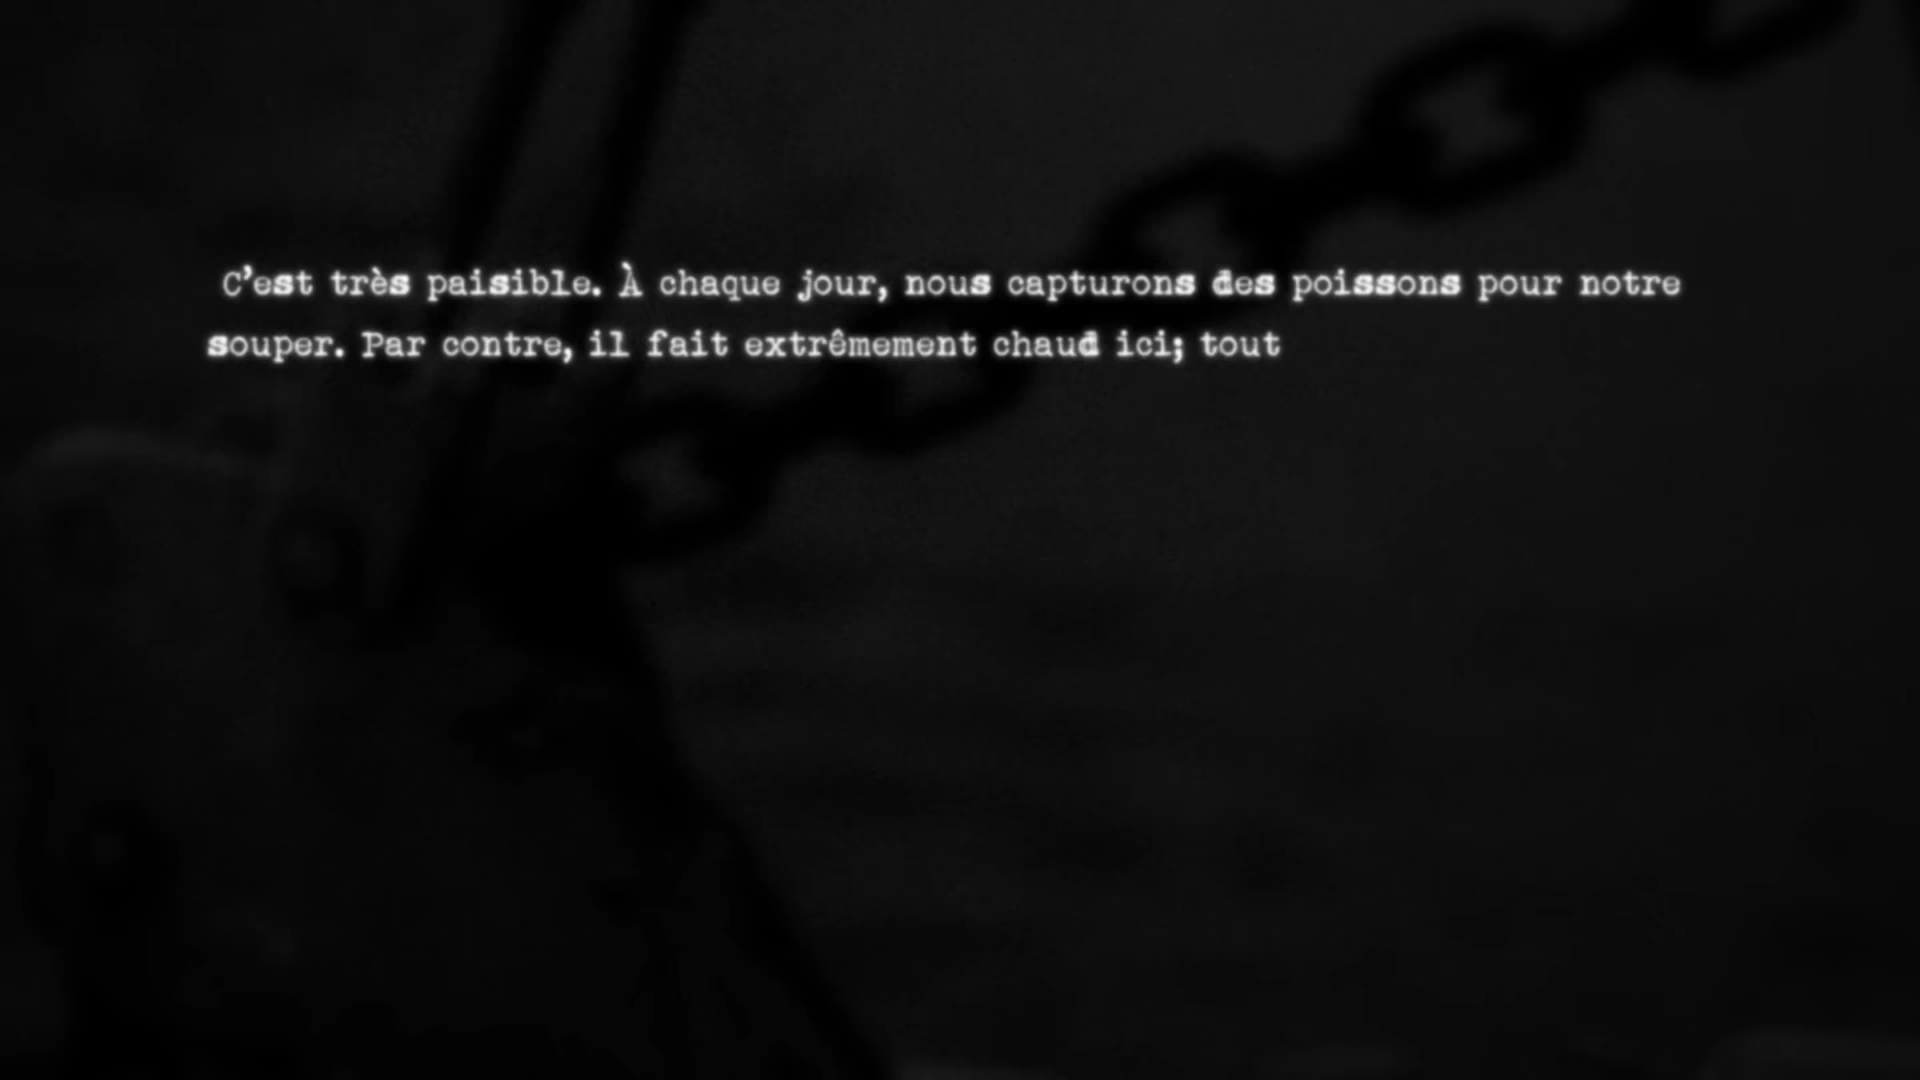 C’est très paisible. À chaque jour, nous capturons des poissons pour notre
souper. Par contre, il fait extrêmement chaud ici; tout